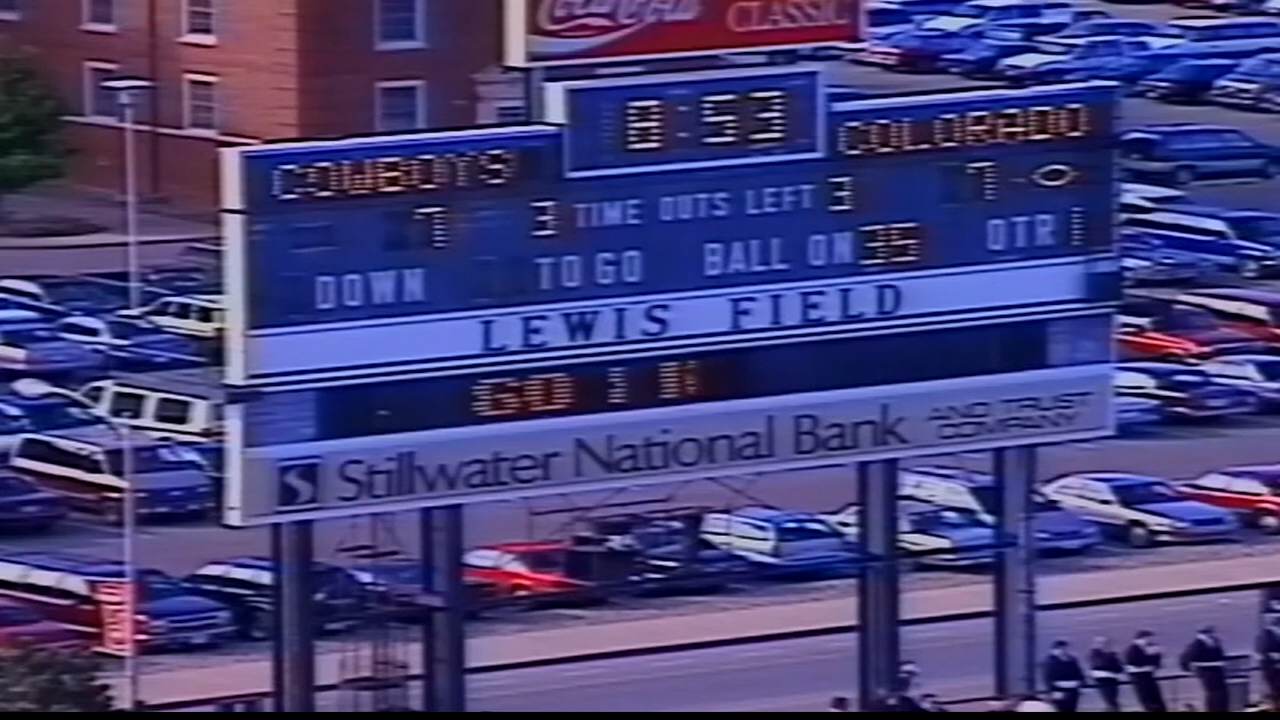 Coca-Cola CLASSIC
8:53
COWBOYS COLORADO
7 3 TIME OUTS LEFT 3 7
DOWN TO GO BALL ON 35 QTR 1
LEWIS FIELD
Stillwater National Bank AND TRUST COMPANY